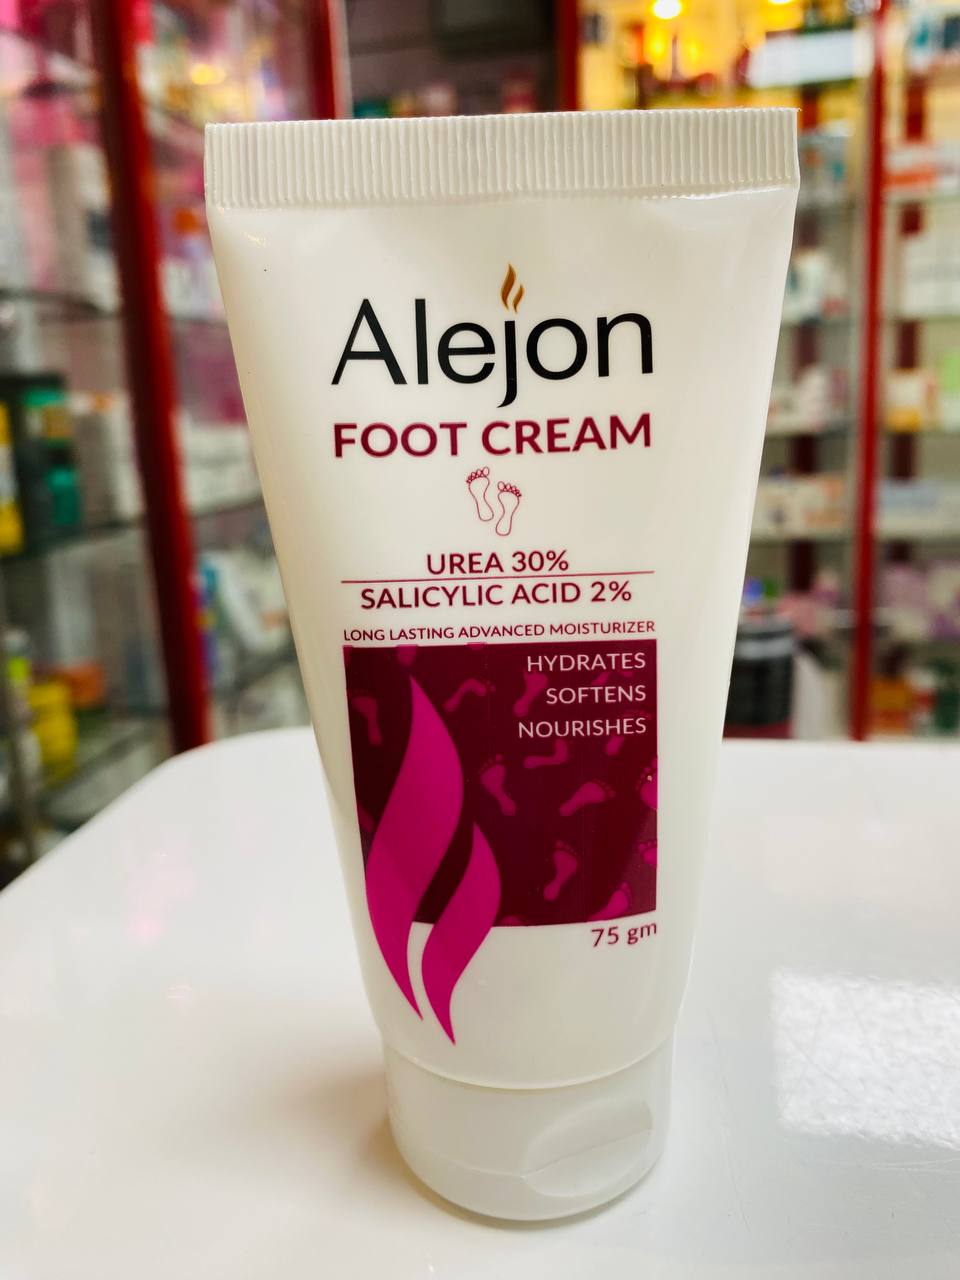 Alejon
FOOT CREAM
UREA 30%
SALICYLIC ACID 2%
LONG LASTING ADVANCED MOISTURIZER
HYDRATES
SOFTENS
NOURISHES
75 gm